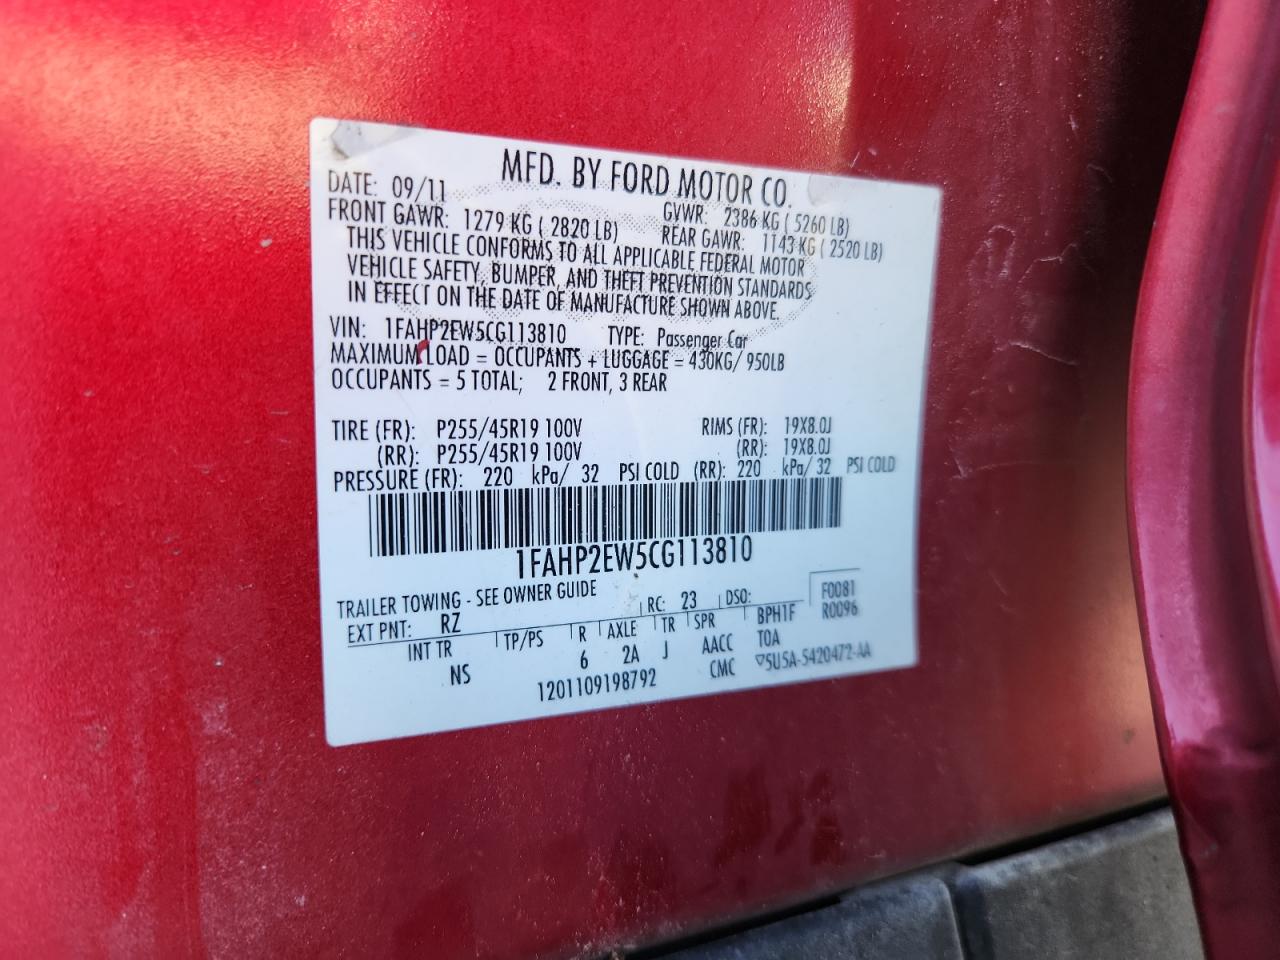 MFD. BY FORD MOTOR CO.
DATE: 09/11 GVWR: 2386 KG ( 5260 LB)
FRONT GAWR: 1279 KG ( 2820 LB) REAR GAWR: 1143 KG ( 2520 LB)
THIS VEHICLE CONFORMS TO ALL APPLICABLE FEDERAL MOTOR
VEHICLE SAFETY, BUMPER, AND THEFT PREVENTION STANDARDS
IN EFFECT ON THE DATE OF MANUFACTURE SHOWN ABOVE.
VIN: 1FAHP2EW5CG113810 TYPE: Passenger Car
MAXIMUM LOAD = OCCUPANTS + LUGGAGE = 430KG/ 950LB
OCCUPANTS = 5 TOTAL; 2 FRONT, 3 REAR
TIRE (FR): P255/45R19 100V RIMS (FR): 19X8.0J
(RR): P255/45R19 100V (RR): 19X8.0J
PRESSURE (FR): 220 kPa/ 32 PSI COLD (RR): 220 kPa/ 32 PSI COLD
1FAHP2EW5CG113810
TRAILER TOWING - SEE OWNER GUIDE F0081
EXT PNT: RZ RC: 23 DSO: R0096
INT TR TP/PS R AXLE TR SPR BPH1F
NS 6 2A J AACC TOA
1201109198792 CMC ▽5U5A-5420472-AA